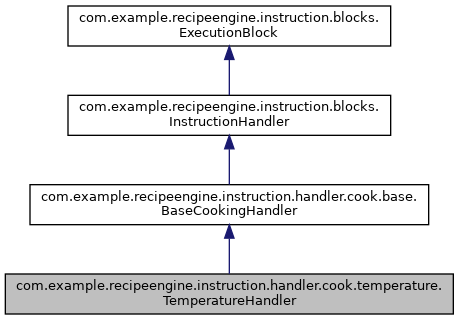 com.example.recipeengine.instruction.blocks.
ExecutionBlock
com.example.recipeengine.instruction.blocks.
InstructionHandler
com.example.recipeengine.instruction.handler.cook.base.
BaseCookingHandler
com.example.recipeengine.instruction.handler.cook.temperature.
TemperatureHandler